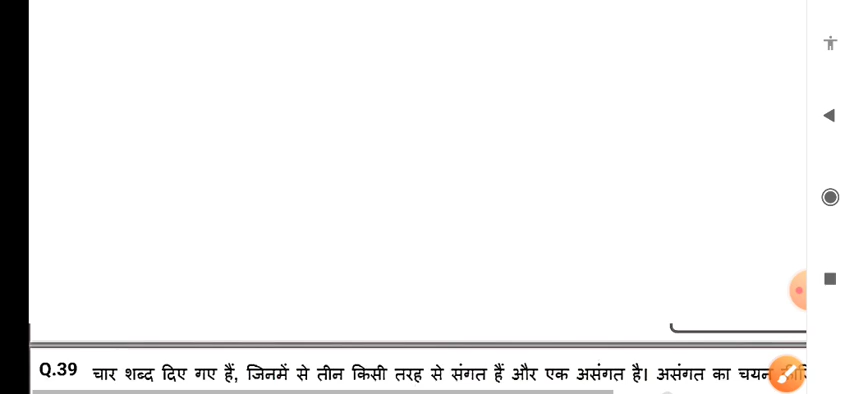 Q.39 चार शब्द दिए गए हैं, जिनमें से तीन किसी तरह से संगत हैं और एक असंगत है। असंगत का चयन